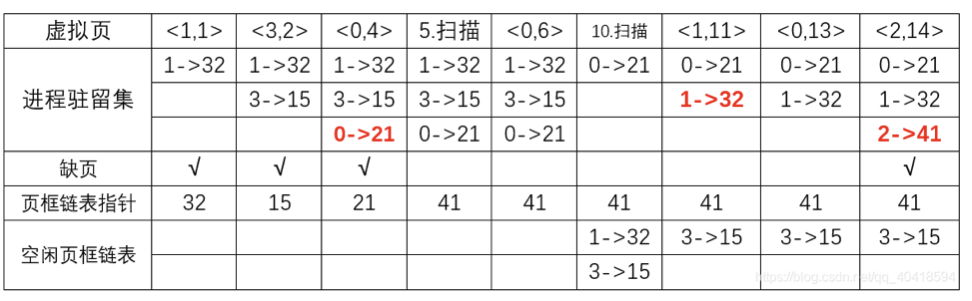 虚拟页 <1,1> <3,2> <0,4> 5.扫描 <0,6> 10.扫描 <1,11> <0,13> <2,14>
1->32 1->32 1->32 1->32 1->32 0->21 0->21 0->21 0->21
进程驻留集 3->15 3->15 3->15 3->15 1->32 1->32 1->32
0->21 0->21 0->21 2->41
缺页 √ √ √ √
页框链表指针 32 15 21 41 41 41 41 41 41
空闲页框链表 1->32 3->15 3->15 3->15
3->15
https://blog.csdn.net/qq_40418594